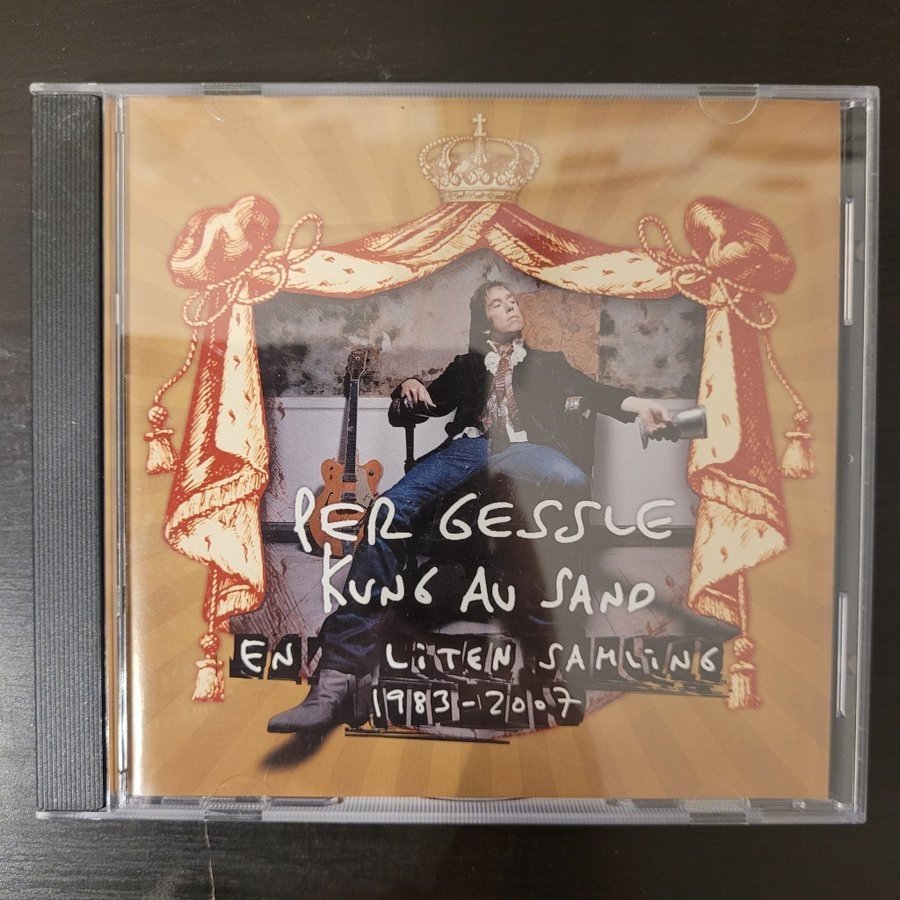 PER GESSLE
KUNG AV SAND
EN LITEN SAMLING
1983-2007